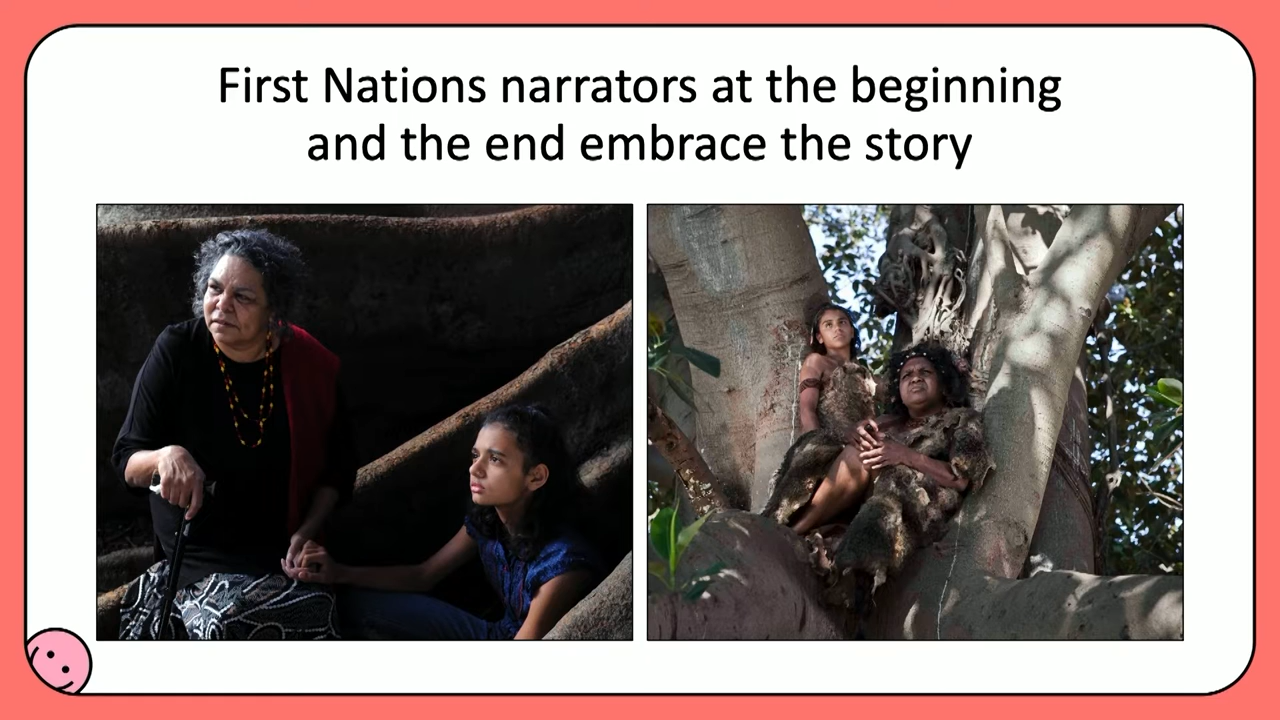 First Nations narrators at the beginning
and the end embrace the story